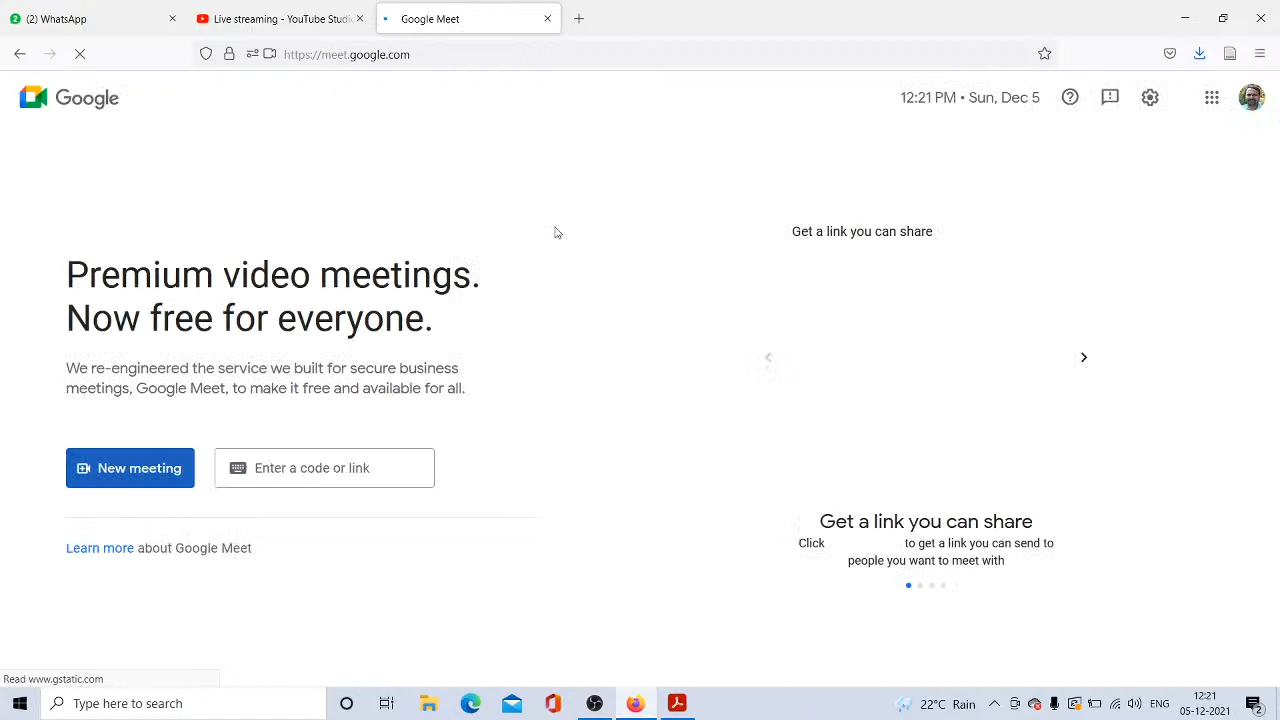 (2) WhatsApp
Live streaming - YouTube Studio
Google Meet
https://meet.google.com
Google
12:21 PM • Sun, Dec 5
Get a link you can share
Premium video meetings.
Now free for everyone.
We re-engineered the service we built for secure business
meetings, Google Meet, to make it free and available for all.
New meeting
Enter a code or link
Learn more about Google Meet
Get a link you can share
Click to get a link you can send to
people you want to meet with
Read www.gstatic.com
Type here to search
22°C Rain
ENG
12:21
05-12-2021
2